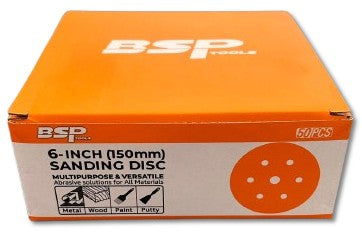 BSP
TOOLS
BSP
TOOLS
50PCS
6-INCH (150mm)
SANDING DISC
MULTIPURPOSE & VERSATILE
Abrasive solutions for All Materials
Metal Wood Paint Putty